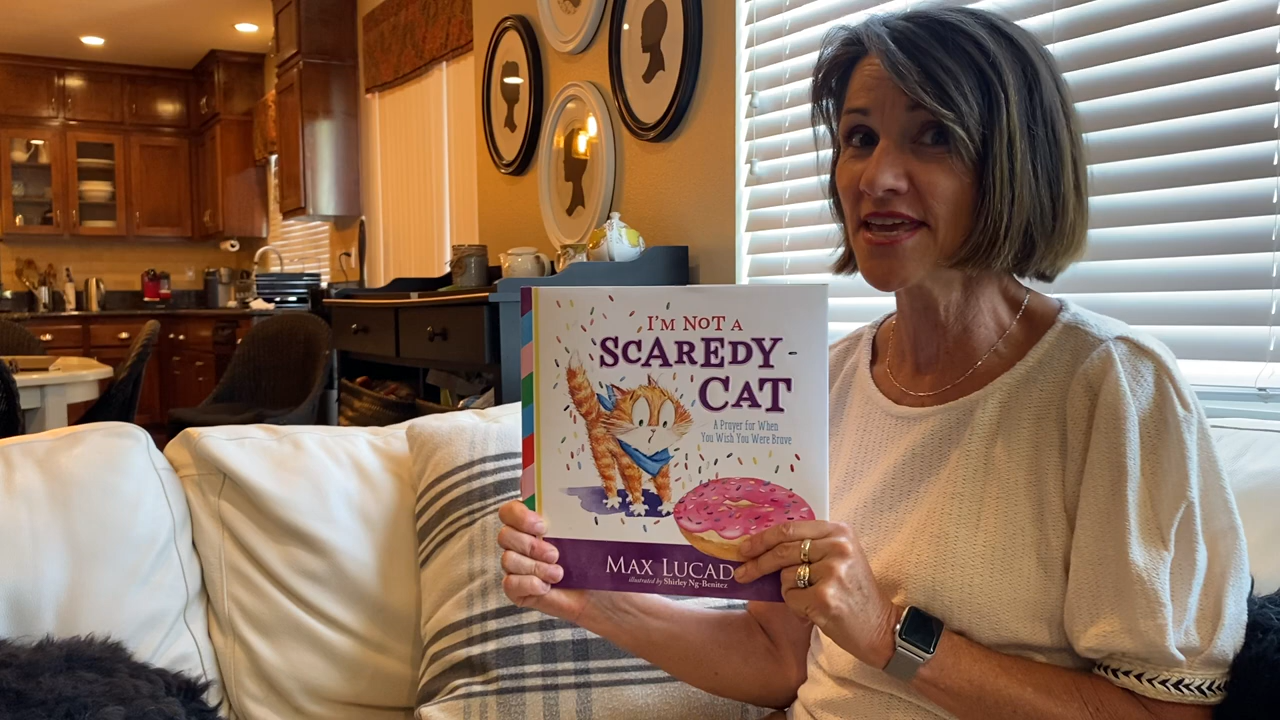 I'M NOT A
SCAREDY-
CAT
A Prayer for When
You Wish You Were Brave
MAX LUCAD
illustrated by Shirley Ng-Benitez